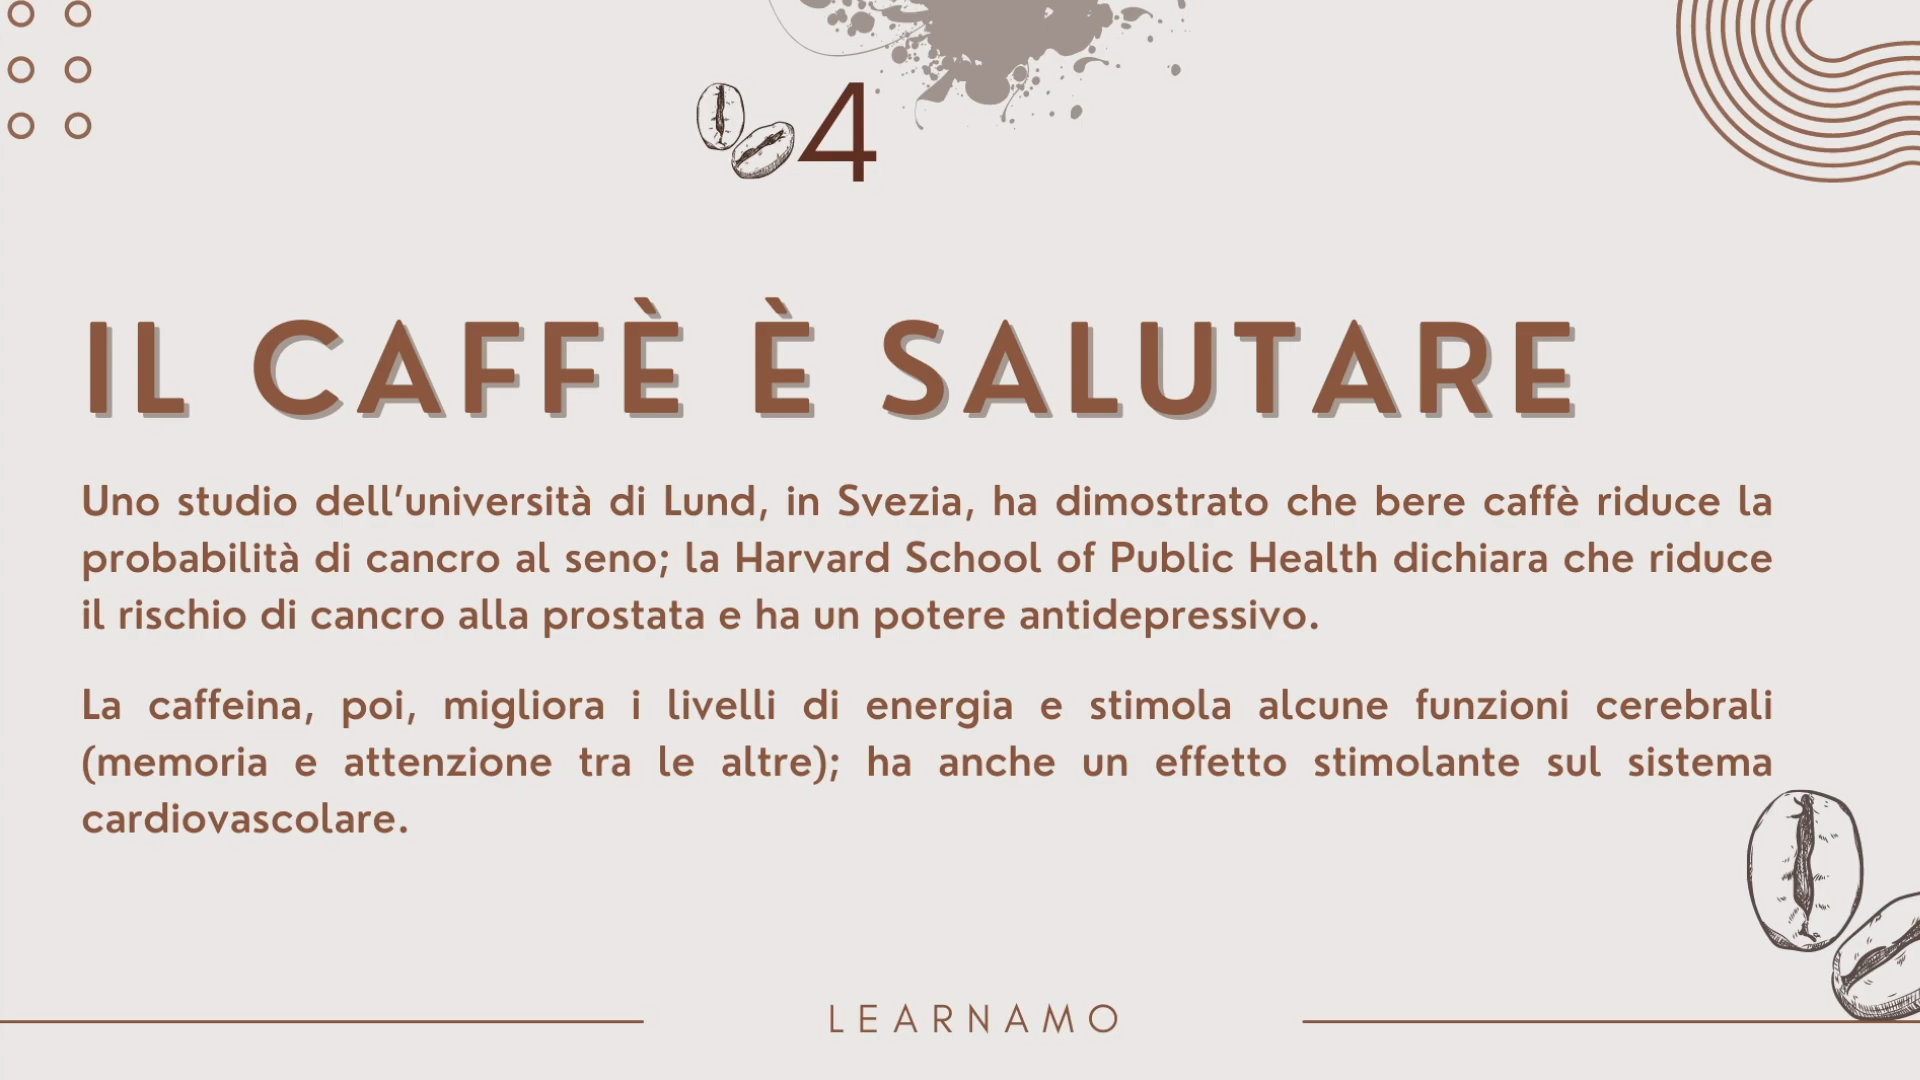 4
IL CAFFÈ È SALUTARE
Uno studio dell’università di Lund, in Svezia, ha dimostrato che bere caffè riduce la
probabilità di cancro al seno; la Harvard School of Public Health dichiara che riduce
il rischio di cancro alla prostata e ha un potere antidepressivo.
La caffeina, poi, migliora i livelli di energia e stimola alcune funzioni cerebrali
(memoria e attenzione tra le altre); ha anche un effetto stimolante sul sistema
cardiovascolare.
LEARNAMO